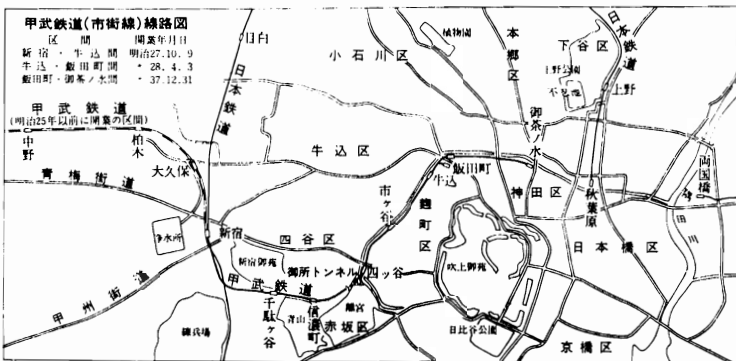 甲武鉄道(市街線)線路図
区間 開業年月日
新宿・牛込間 明治27.10.9
牛込・飯田町間 〃 28.4.3
飯田町・御茶ノ水間 〃 37.12.31
甲武鉄道
(明治25年以前に開業の区間)
中野
柏木
大久保
青梅街道
浄水所
甲州街道
練兵場
目白
日本鉄道
新宿
新宿御苑
甲武鉄道
千駄ヶ谷
青山
信濃町
御所トンネル
四ッ谷
離宮
赤坂区
四谷区
牛込区
市ヶ谷
牛込
飯田町
麹町区
小石川区
植物園
本郷区
下谷区
上野公園
不忍池
日本鉄道
上野
御茶ノ水
神田区
秋葉原
両国橋
田川
日本橋区
吹上御苑
日比谷公園
京橋区